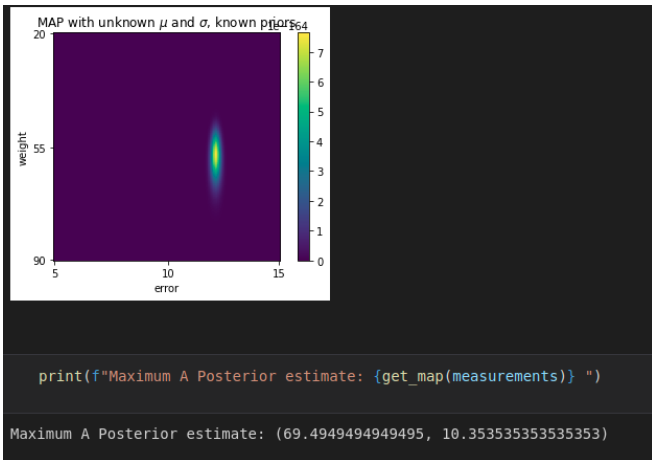 MAP with unknown μ and σ, known priors
1e−164
20
7
6
5
weight
55
4
3
2
1
90
0
5
10
15
error
print(f"Maximum A Posterior estimate: {get_map(measurements)} ")
Maximum A Posterior estimate: (69.4949494949495, 10.353535353535353)